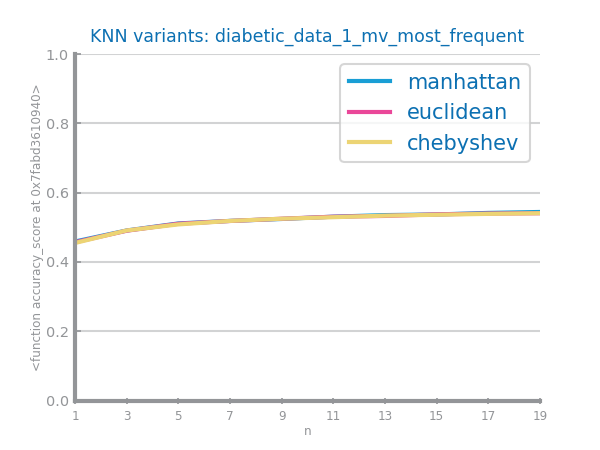 KNN variants: diabetic_data_1_mv_most_frequent
manhattan
euclidean
chebyshev
<function accuracy_score at 0x7fabd3610940>
1.0
0.8
0.6
0.4
0.2
0.0
1 3 5 7 9 11 13 15 17 19
n